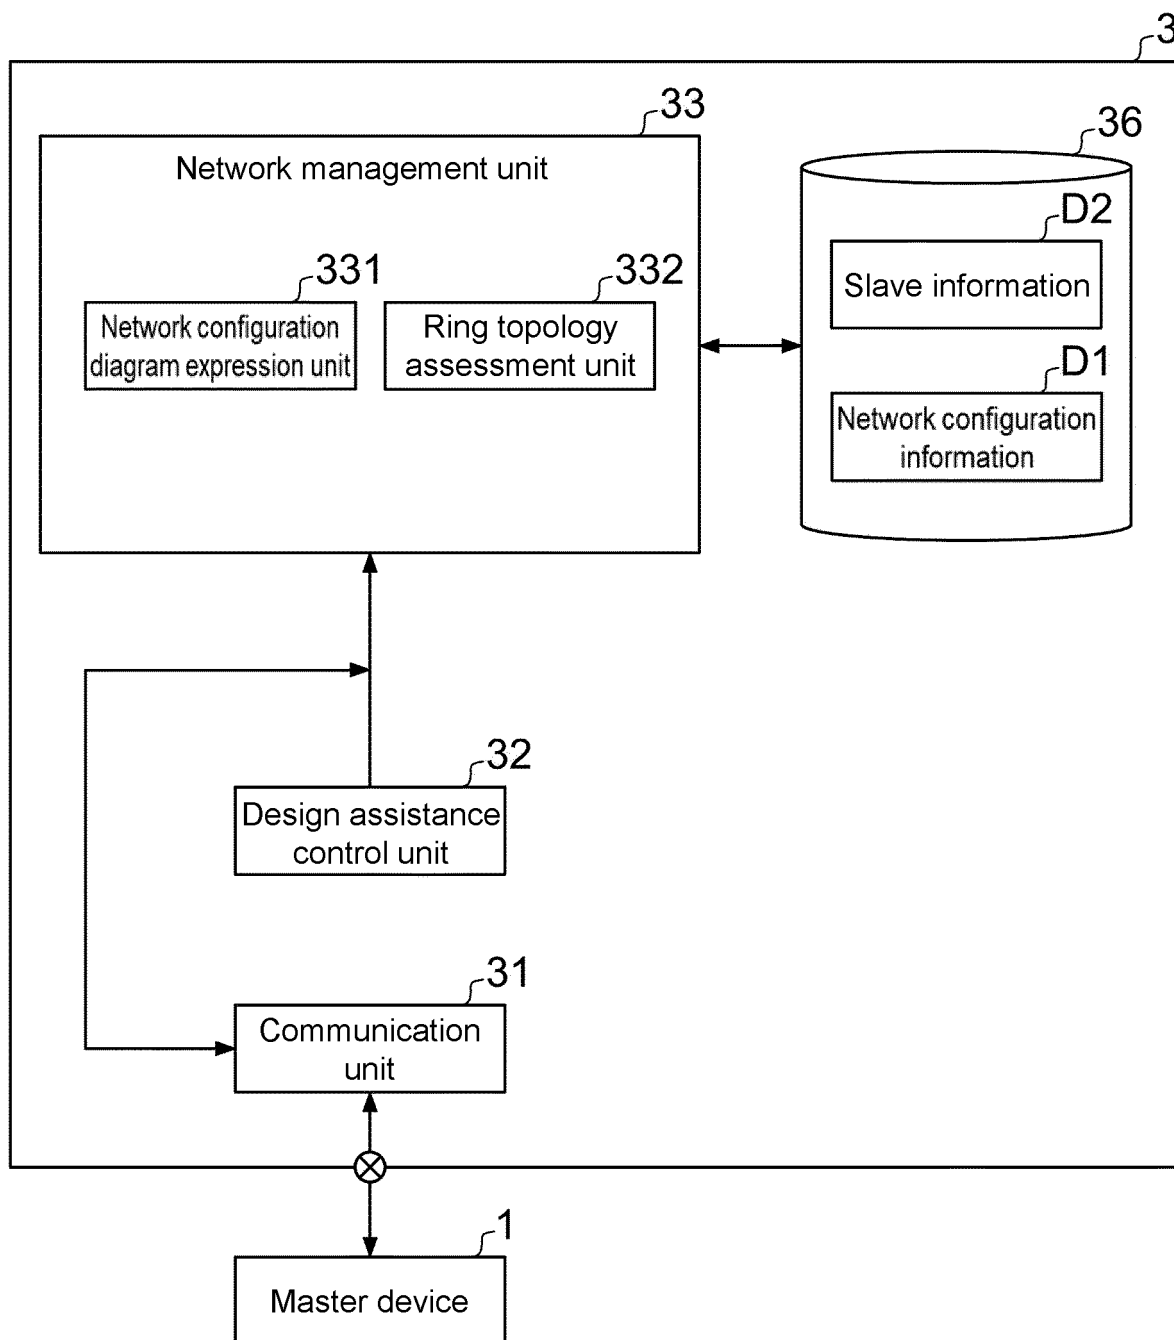 3
33
36
Network management unit
D2
Slave information
331
332
Network configuration
diagram expression unit
Ring topology
assessment unit
D1
Network configuration
information
32
Design assistance
control unit
31
Communication
unit
1
Master device